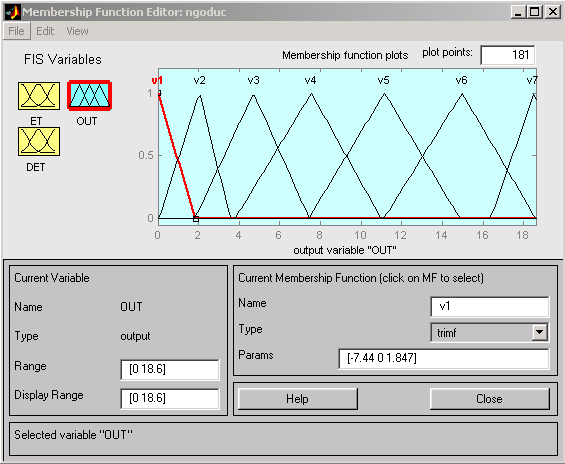 Membership Function Editor: ngoduc
File Edit View
FIS Variables
ET
OUT
DET
Membership function plots
plot points:
181
v1 v2 v3 v4 v5 v6 v7
1
0.5
0
0 2 4 6 8 10 12 14 16 18
output variable "OUT"
Current Variable
Name OUT
Type output
Range [0 18.6]
Display Range [0 18.6]
Current Membership Function (click on MF to select)
Name v1
Type trimf
Params [-7.44 0 1.847]
Help Close
Selected variable "OUT"